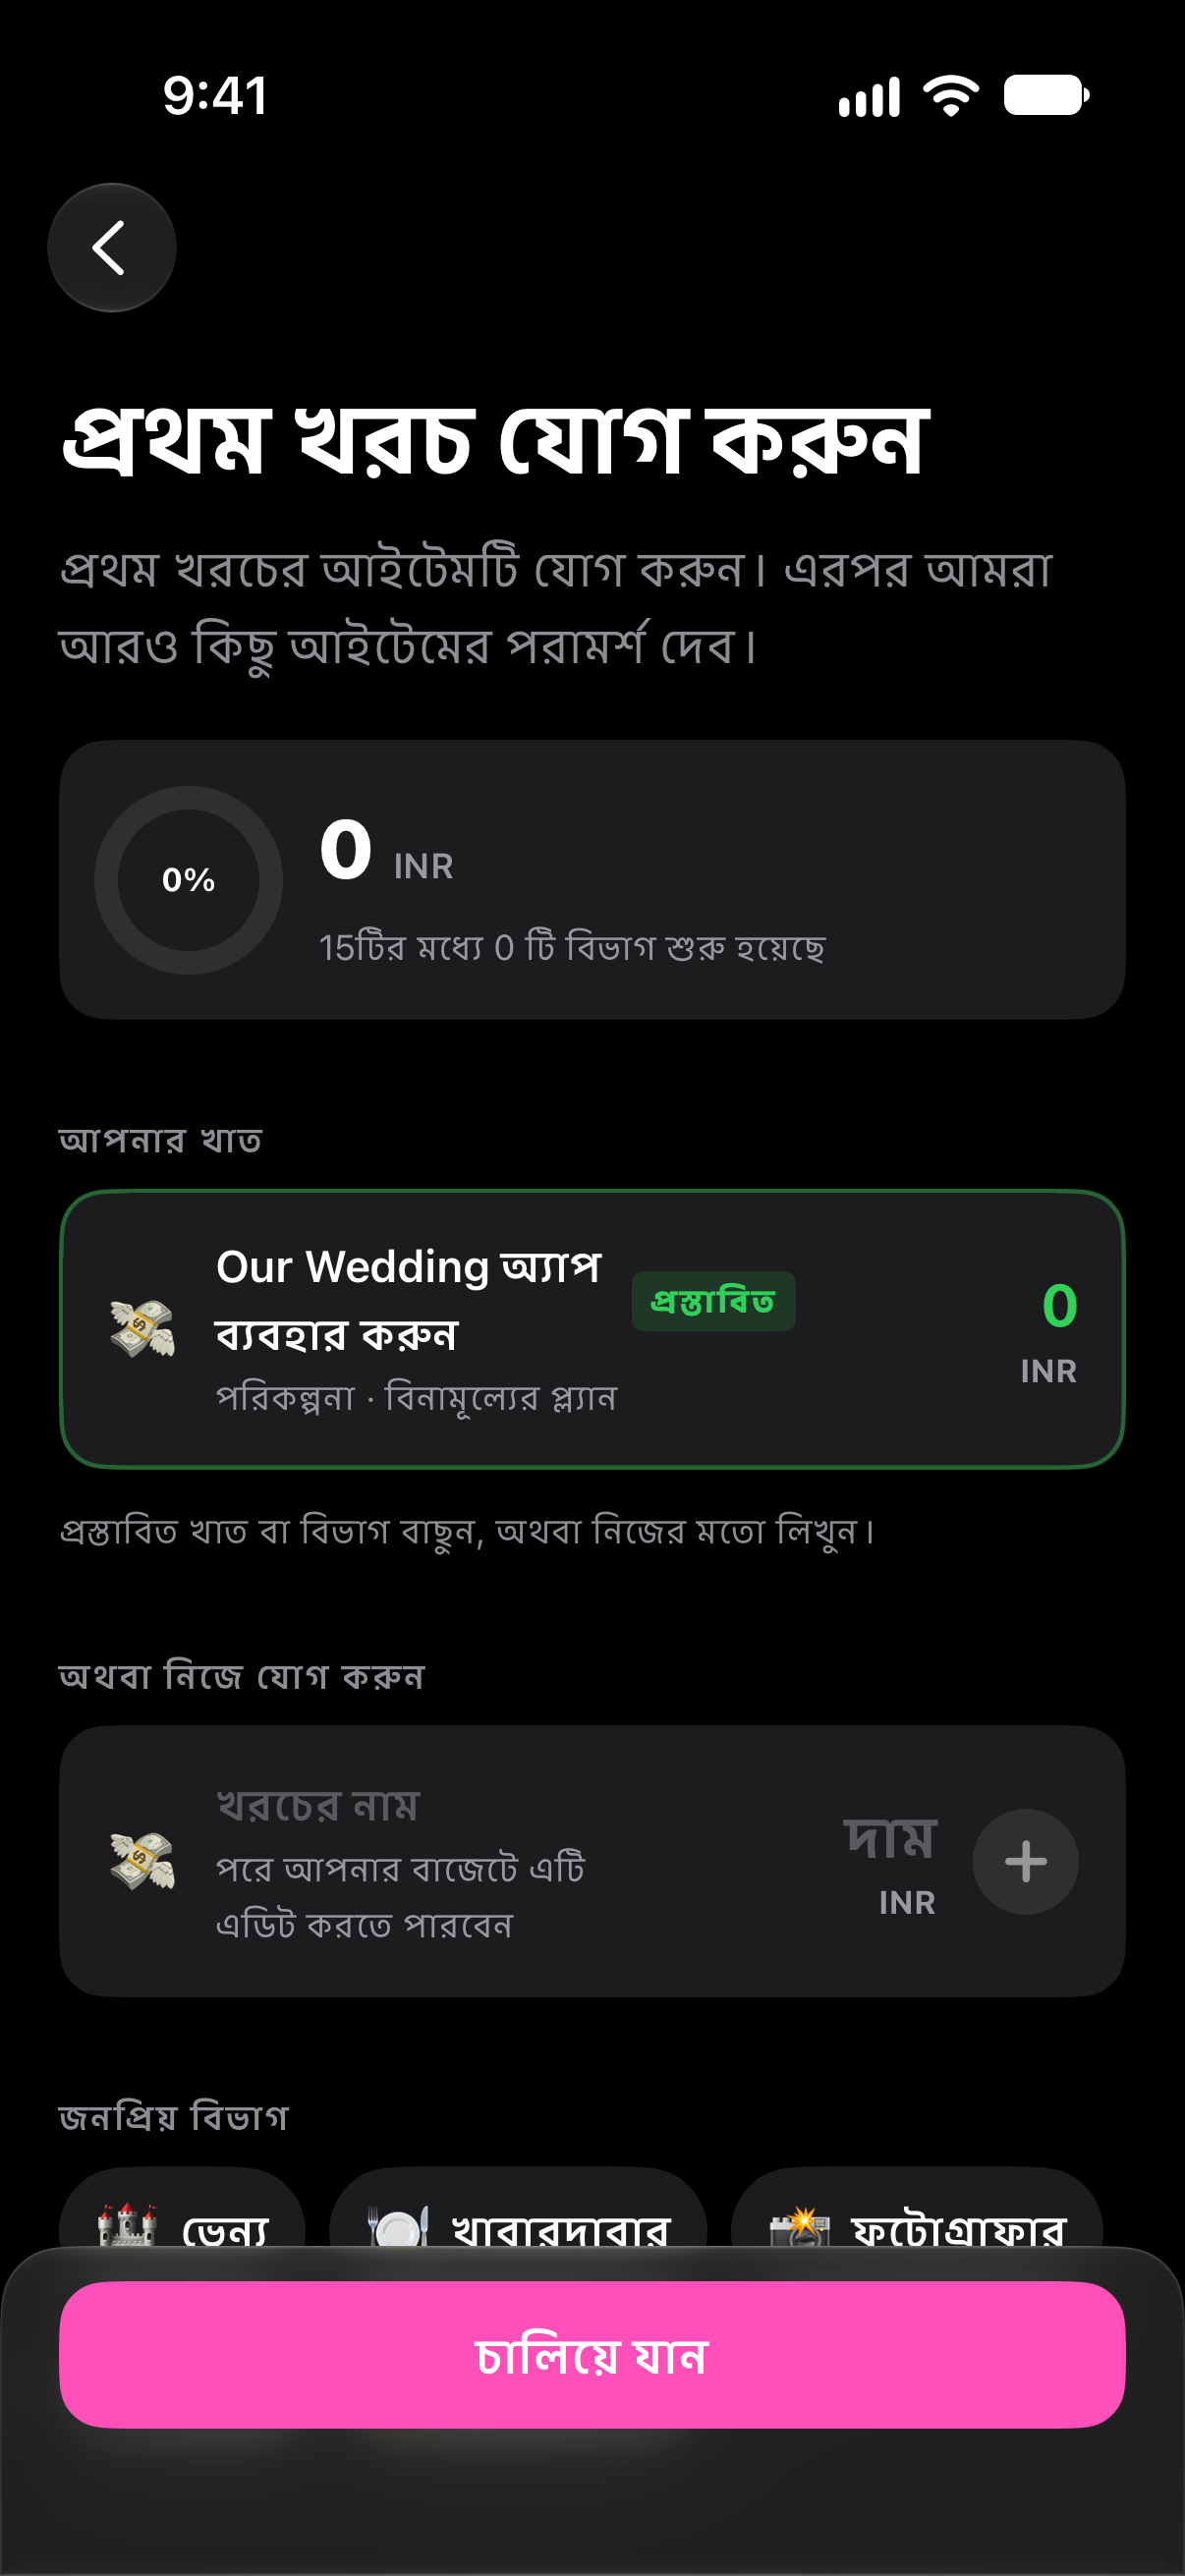 9:41
প্রথম খরচ যোগ করুন
প্রথম খরচের আইটেমটি যোগ করুন। এরপর আমরা
আরও কিছু আইটেমের পরামর্শ দেব।
0%
0 INR
15টির মধ্যে 0 টি বিভাগ শুরু হয়েছে
আপনার খাত
Our Wedding অ্যাপ
ব্যবহার করুন
প্রস্তাবিত
পরিকল্পনা · বিনামূল্যের প্ল্যান
0
INR
প্রস্তাবিত খাত বা বিভাগ বাছুন, অথবা নিজের মতো লিখুন।
অথবা নিজে যোগ করুন
খরচের নাম
পরে আপনার বাজেটে এটি
এডিট করতে পারবেন
দাম
INR
জনপ্রিয় বিভাগ
ভেন্যু
খাবারদাবার
ফটোগ্রাফার
চালিয়ে যান